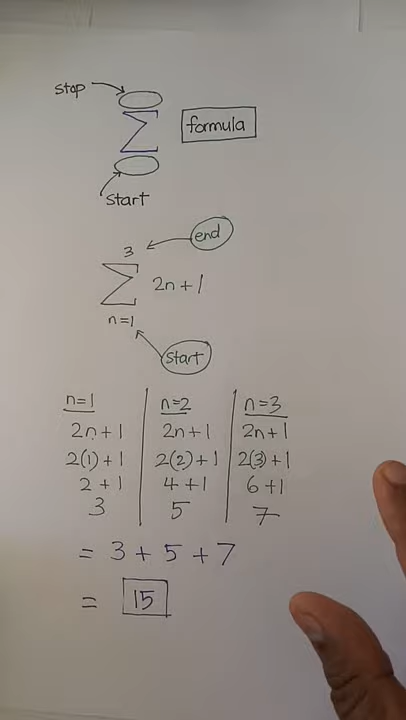 stop
∑ formula
start
3 end
∑ 2n+1
n=1
start
n=1 n=2 n=3
2n+1 2n+1 2n+1
2(1)+1 2(2)+1 2(3)+1
2+1 4+1 6+1
3 5 7
= 3+5+7
= 15